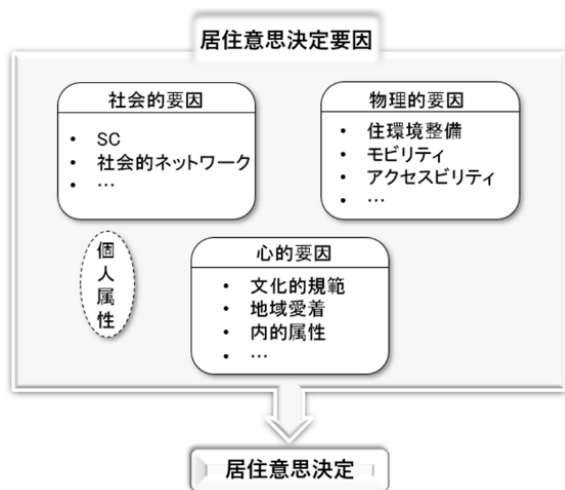 居住意思決定要因
社会的要因
• SC
• 社会的ネットワーク
• …
物理的要因
• 住環境整備
• モビリティ
• アクセスビリティ
• …
個人属性
心的要因
• 文化的規範
• 地域愛着
• 内的属性
• …
居住意思決定